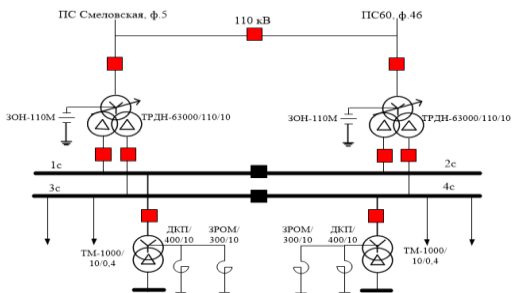 ПС Смеловская, ф.5
110 кВ
ПС60, ф.46
ЗОН-110М
ТРДН-63000/110/10
ЗОН-110М
ТРДН-63000/110/10
1с
2с
3с
4с
ДКП/
400/10
ЗРОМ/
300/10
ЗРОМ/
300/10
ДКП/
400/10
ТМ-1000/
10/0,4
ТМ-1000/
10/0,4